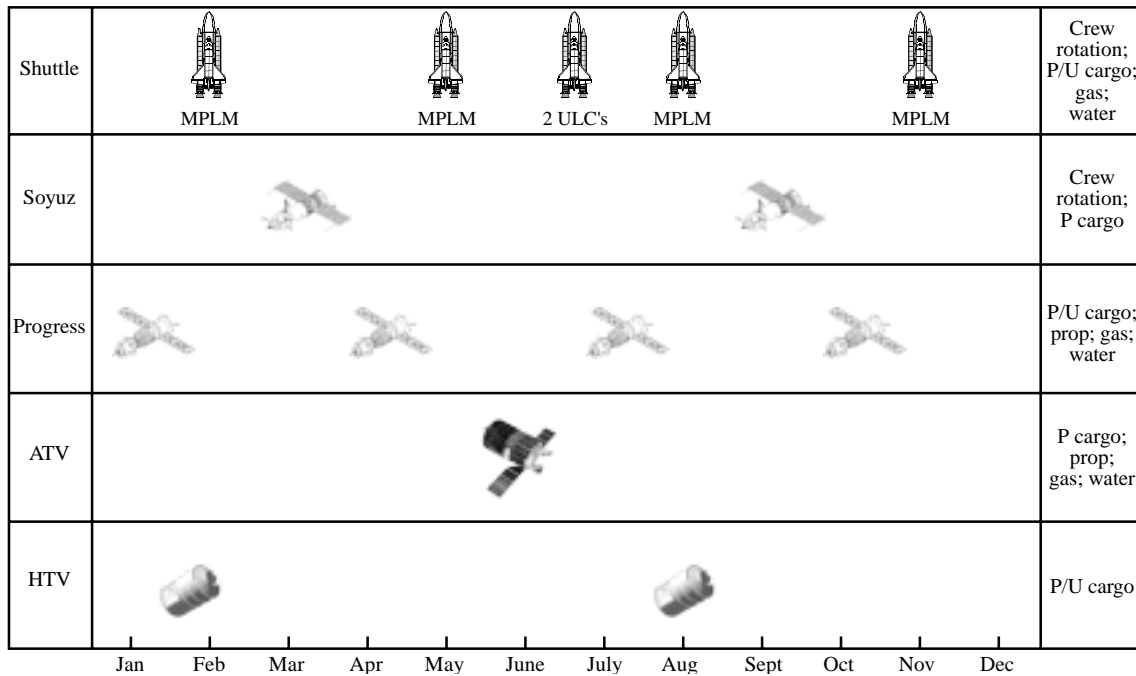 Shuttle
MPLM
MPLM
2 ULC's
MPLM
MPLM
Crew
rotation;
P/U cargo;
gas;
water
Soyuz
Crew
rotation;
P cargo
Progress
P/U cargo;
prop; gas;
water
ATV
P cargo;
prop;
gas; water
HTV
P/U cargo
Jan Feb Mar Apr May June July Aug Sept Oct Nov Dec